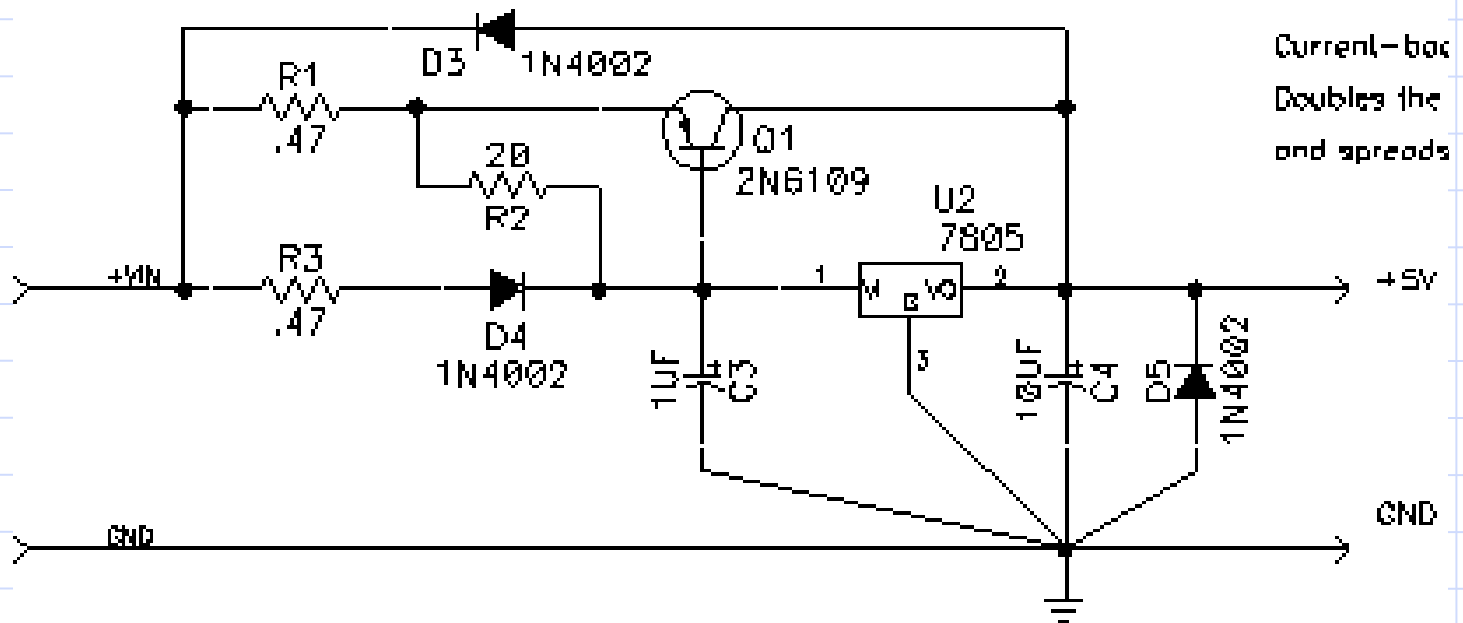 D3 1N4002
Current-boo
Doubles the
and spreads
R1
.47
20
R2
Q1
2N6109
U2
7805
+VIN
R3
.47
D4
1N4002
1
VI
G
VO
2
+5V
3
1UF
C3
10UF
C4
D5
1N4002
GND
GND